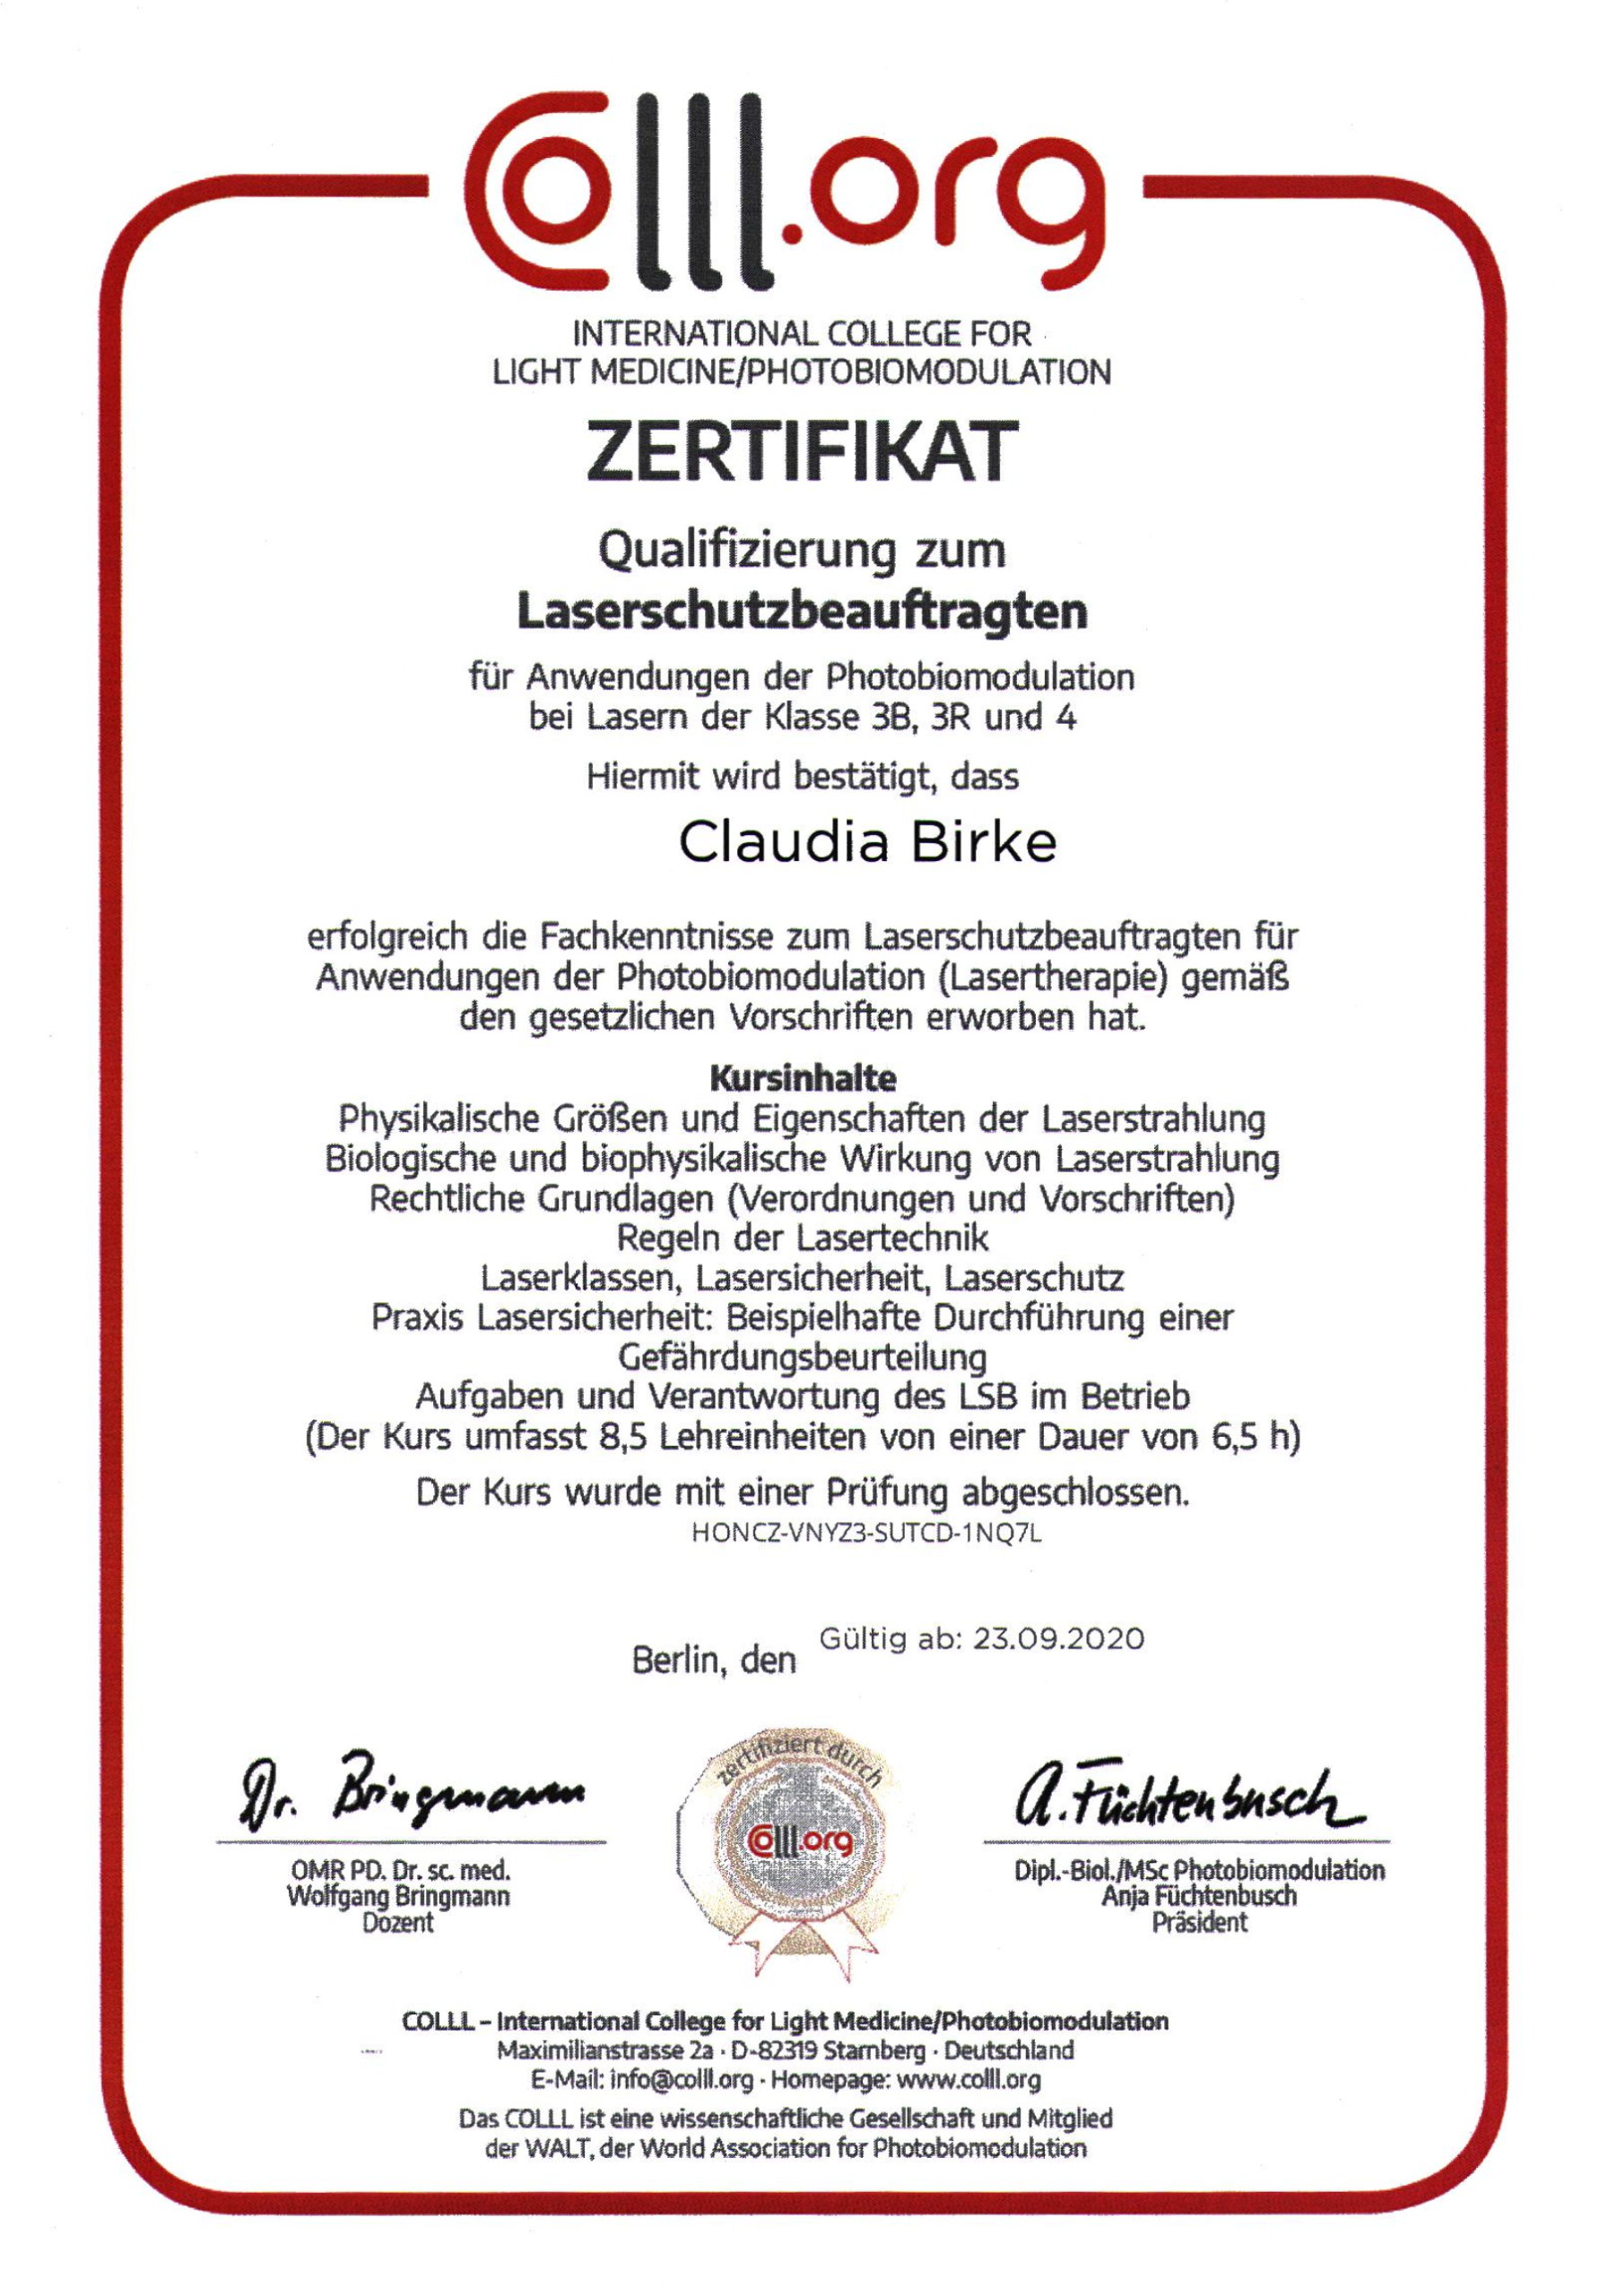 Colll.org
INTERNATIONAL COLLEGE FOR
LIGHT MEDICINE/PHOTOBIOMODULATION
ZERTIFIKAT
Qualifizierung zum
Laserschutzbeauftragten
für Anwendungen der Photobiomodulation
bei Lasern der Klasse 3B, 3R und 4
Hiermit wird bestätigt, dass
Claudia Birke
erfolgreich die Fachkenntnisse zum Laserschutzbeauftragten für
Anwendungen der Photobiomodulation (Lasertherapie) gemäß
den gesetzlichen Vorschriften erworben hat.
Kursinhalte
Physikalische Größen und Eigenschaften der Laserstrahlung
Biologische und biophysikalische Wirkung von Laserstrahlung
Rechtliche Grundlagen (Verordnungen und Vorschriften)
Regeln der Lasertechnik
Laserklassen, Lasersicherheit, Laserschutz
Praxis Lasersicherheit: Beispielhafte Durchführung einer
Gefährdungsbeurteilung
Aufgaben und Verantwortung des LSB im Betrieb
(Der Kurs umfasst 8,5 Lehreinheiten von einer Dauer von 6,5 h)
Der Kurs wurde mit einer Prüfung abgeschlossen.
HONCZ-VNYZ3-SUTCD-1NQ7L
Berlin, den Gültig ab: 23.09.2020
Dr. Bringmann
OMR PD. Dr. sc. med.
Wolfgang Bringmann
Dozent
zertifiziert durch
Colll.org
A. Füchtenbusch
Dipl.-Biol./MSc Photobiomodulation
Anja Füchtenbusch
Präsident
COLLL – International College for Light Medicine/Photobiomodulation
Maximilianstrasse 2a · D-82319 Starnberg · Deutschland
E-Mail: info@colll.org · Homepage: www.colll.org
Das COLLL ist eine wissenschaftliche Gesellschaft und Mitglied
der WALT, der World Association for Photobiomodulation